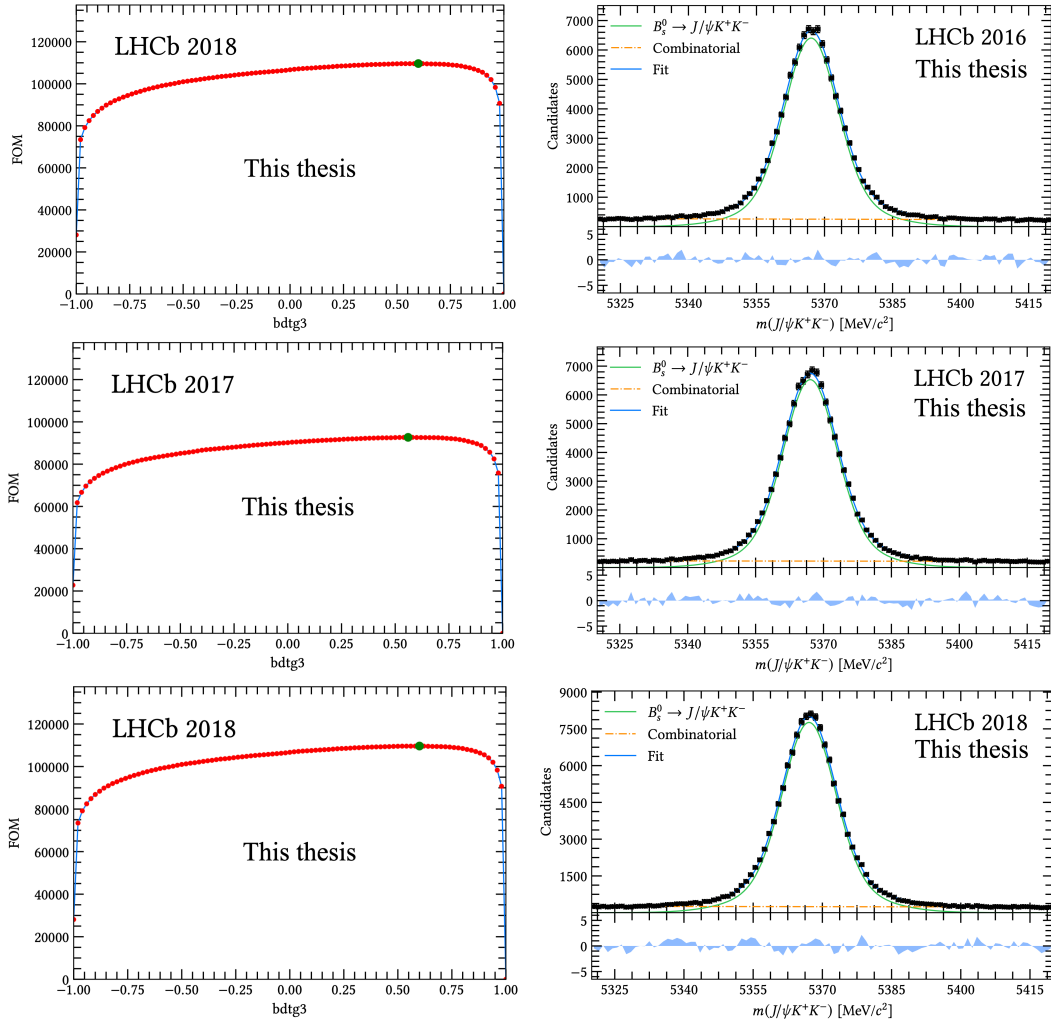 LHCb 2018
This thesis
FOM
120000
100000
80000
60000
40000
20000
0
−1.00 −0.75 −0.50 −0.25 0.00 0.25 0.50 0.75 1.00
bdtg3
B_s^0 → J/ψK⁺K⁻
Combinatorial
Fit
LHCb 2016
This thesis
Candidates
7000
6000
5000
4000
3000
2000
1000
5
0
−5
5325 5340 5355 5370 5385 5400 5415
m(J/ψK⁺K⁻) [MeV/c²]
LHCb 2017
This thesis
FOM
120000
100000
80000
60000
40000
20000
0
−1.00 −0.75 −0.50 −0.25 0.00 0.25 0.50 0.75 1.00
bdtg3
B_s^0 → J/ψK⁺K⁻
Combinatorial
Fit
LHCb 2017
This thesis
Candidates
7000
6000
5000
4000
3000
2000
1000
5
0
−5
5325 5340 5355 5370 5385 5400 5415
m(J/ψK⁺K⁻) [MeV/c²]
LHCb 2018
This thesis
FOM
120000
100000
80000
60000
40000
20000
0
−1.00 −0.75 −0.50 −0.25 0.00 0.25 0.50 0.75 1.00
bdtg3
B_s^0 → J/ψK⁺K⁻
Combinatorial
Fit
LHCb 2018
This thesis
Candidates
9000
7500
6000
4500
3000
1500
5
0
−5
5325 5340 5355 5370 5385 5400 5415
m(J/ψK⁺K⁻) [MeV/c²]